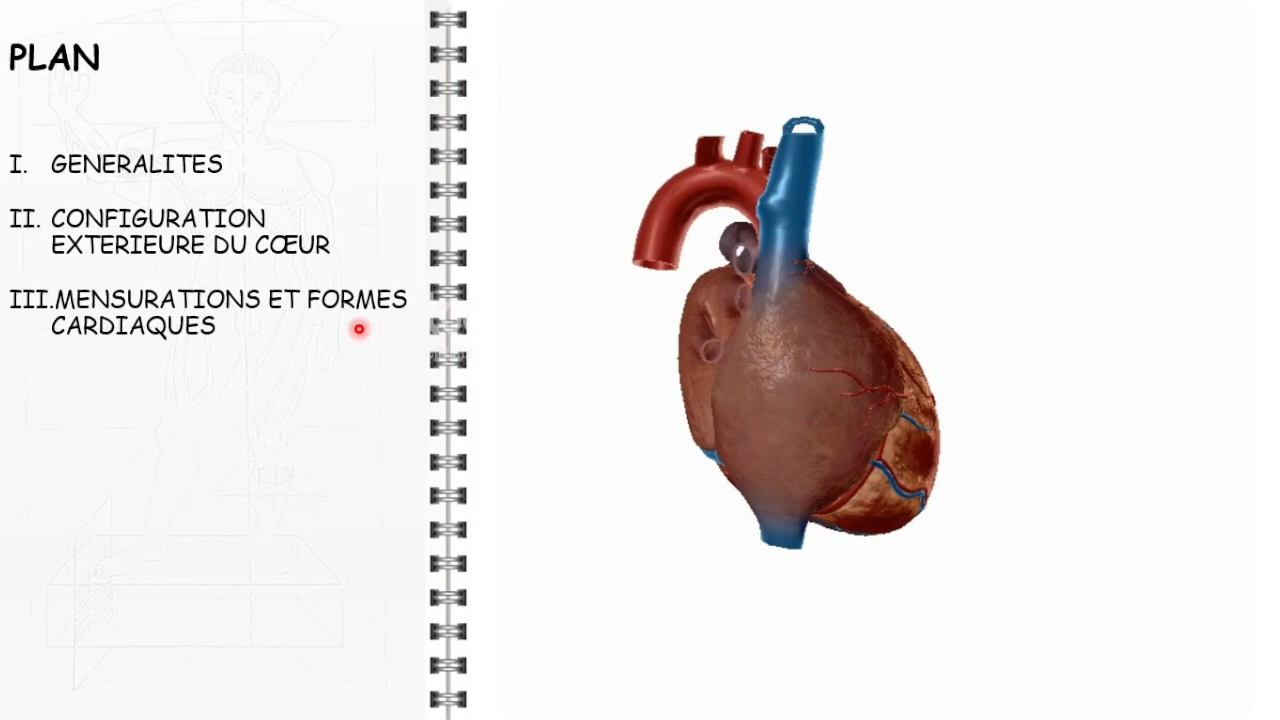 PLAN
I. GENERALITES
II. CONFIGURATION
EXTERIEURE DU CŒUR
III.MENSURATIONS ET FORMES
CARDIAQUES